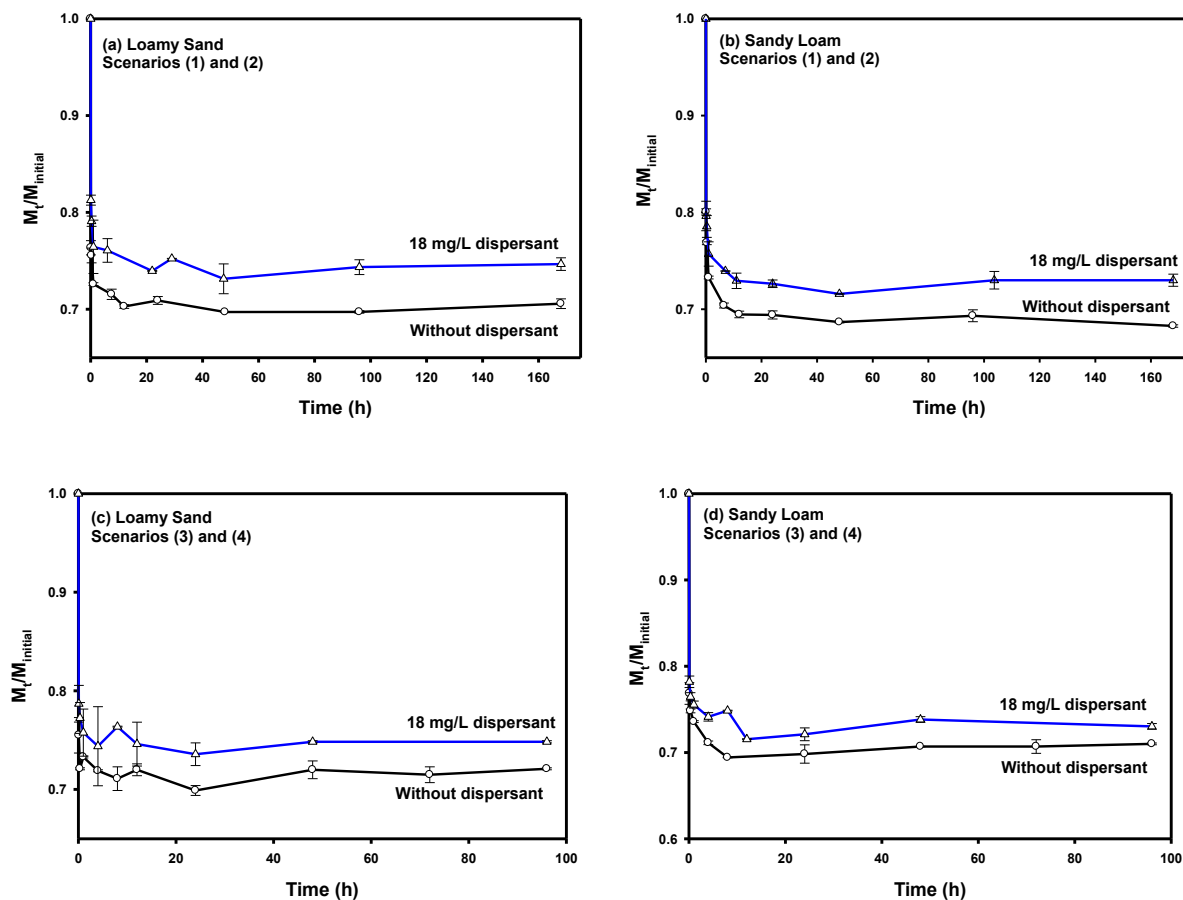 (a) Loamy Sand
Scenarios (1) and (2)
1.0
0.9
0.8
0.7
Mt/Minitial
18 mg/L dispersant
Without dispersant
0 20 40 60 80 100 120 140 160
Time (h)
(b) Sandy Loam
Scenarios (1) and (2)
1.0
0.9
0.8
0.7
Mt/Minitial
18 mg/L dispersant
Without dispersant
0 20 40 60 80 100 120 140 160
Time (h)
(c) Loamy Sand
Scenarios (3) and (4)
1.0
0.9
0.8
0.7
Mt/Minitial
18 mg/L dispersant
Without dispersant
0 20 40 60 80 100
Time (h)
(d) Sandy Loam
Scenarios (3) and (4)
1.0
0.9
0.8
0.7
0.6
Mt/Minitial
18 mg/L dispersant
Without dispersant
0 20 40 60 80 100
Time (h)